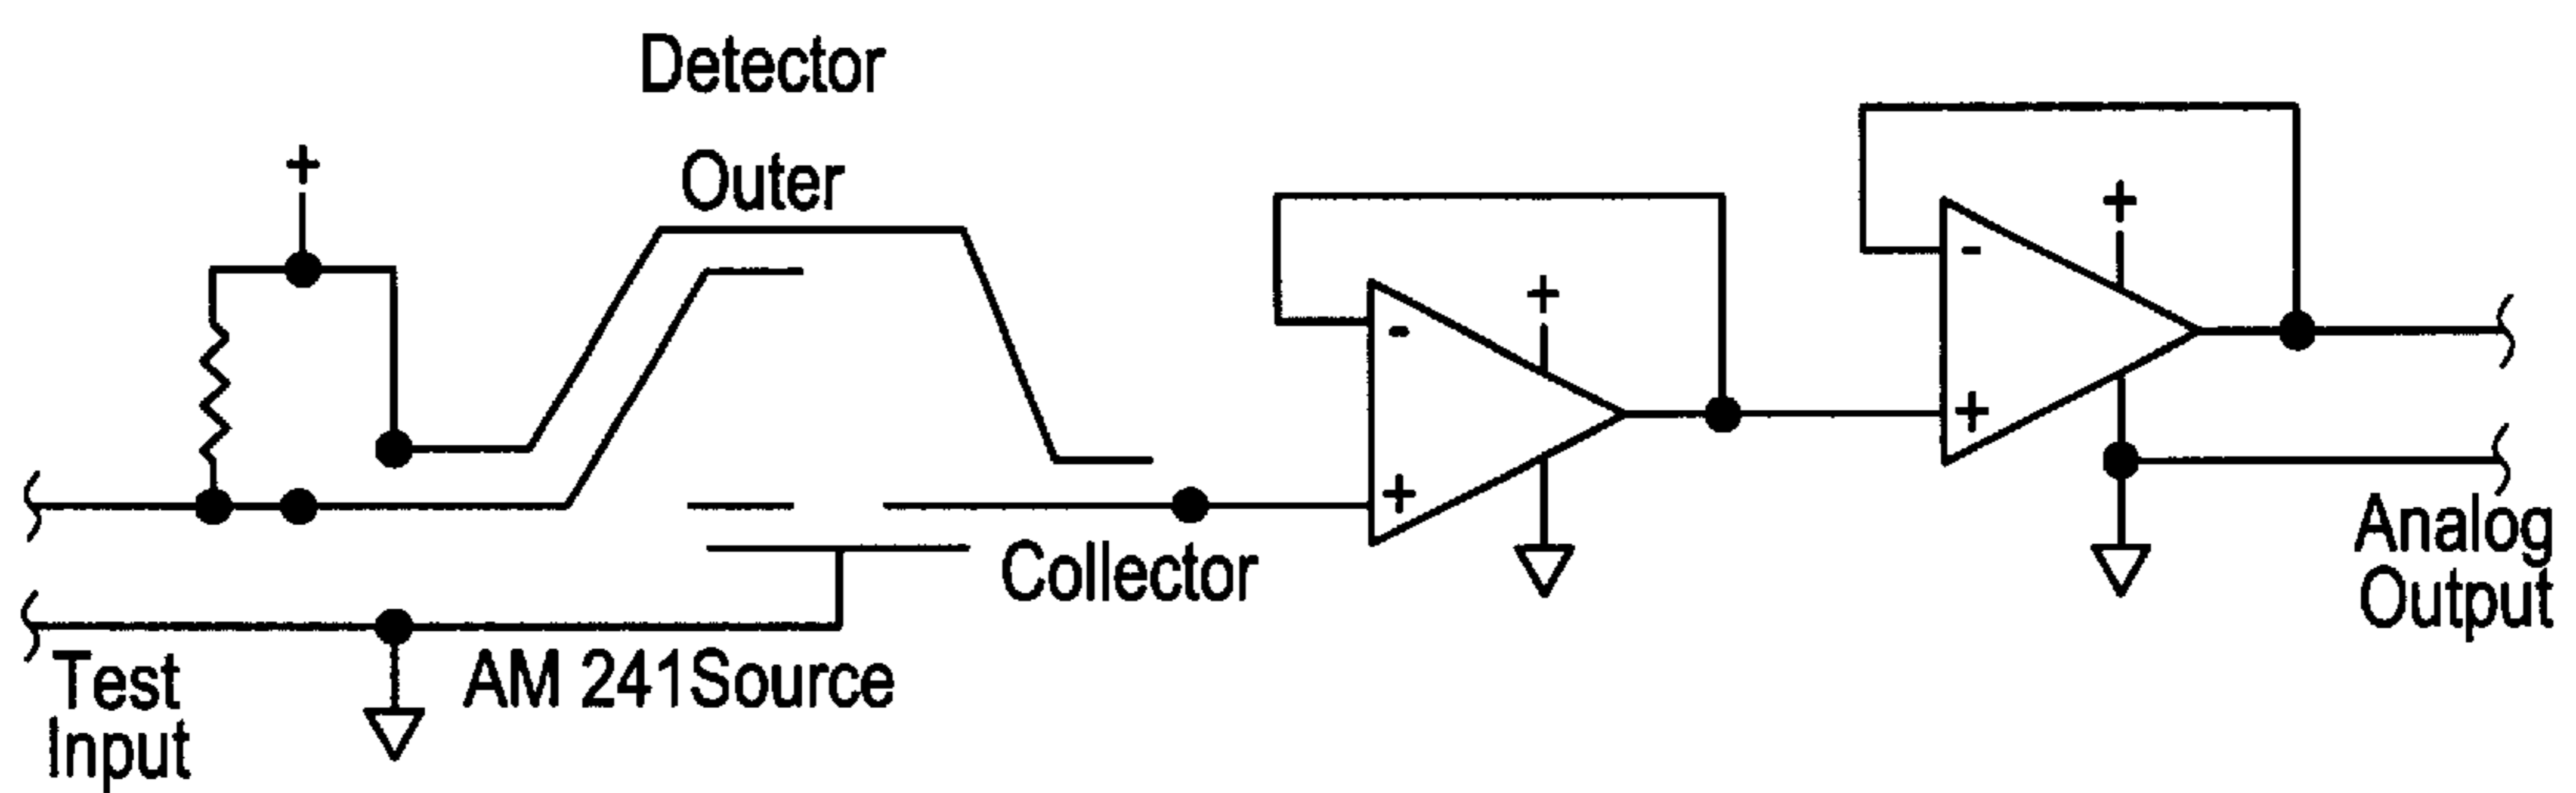 Detector
Outer
+
+
+
-
+
-
+
Collector
AM 241Source
Test
Input
Analog
Output